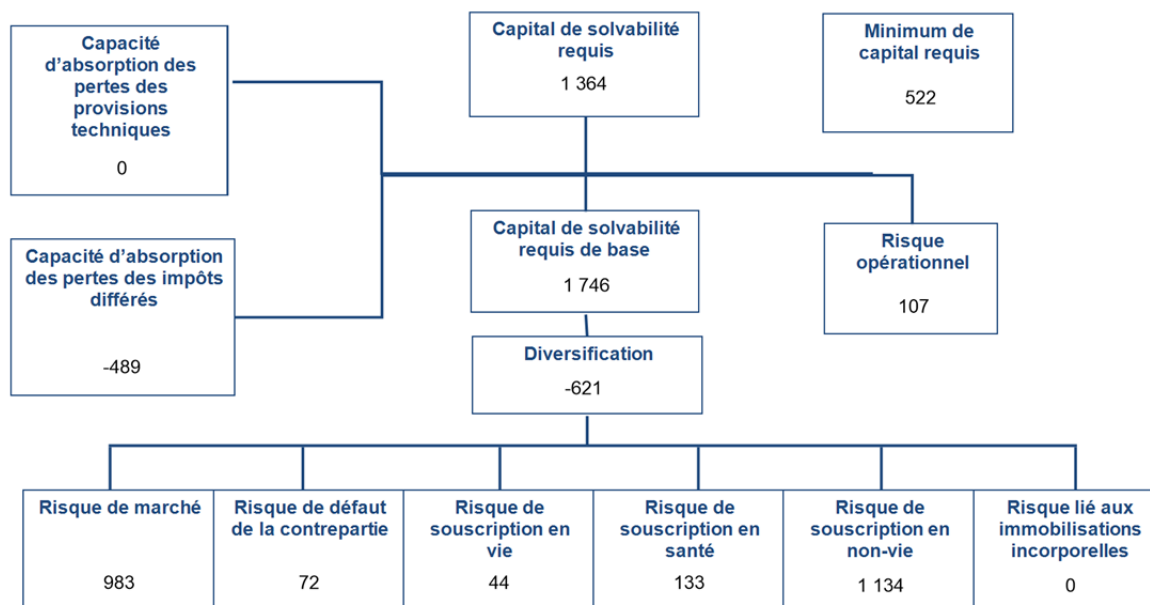 Capacité
d’absorption des
pertes des
provisions
techniques
0
Capital de solvabilité
requis
1 364
Minimum de
capital requis
522
Capacité d’absorption
des pertes des impôts
différés
-489
Capital de solvabilité
requis de base
1 746
Risque
opérationnel
107
Diversification
-621
Risque de marché
983
Risque de défaut
de la contrepartie
72
Risque de
souscription en
vie
44
Risque de
souscription en
santé
133
Risque de
souscription en
non-vie
1 134
Risque lié aux
immobilisations
incorporelles
0